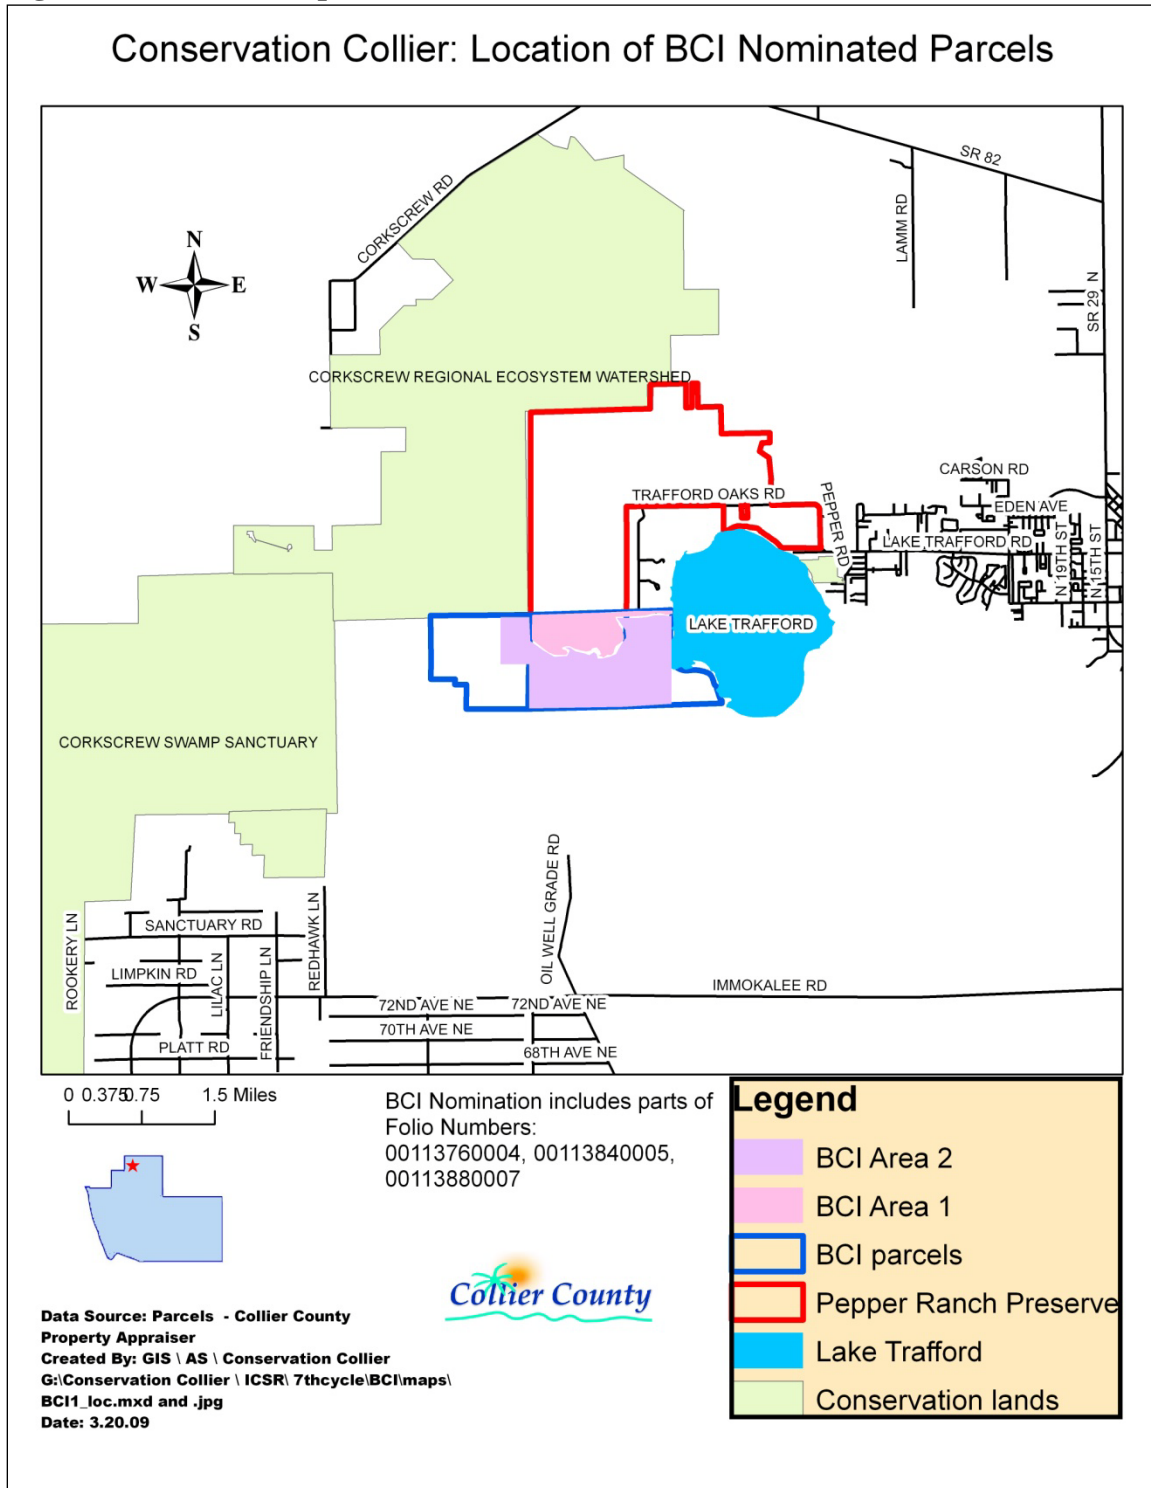 Conservation Collier: Location of BCI Nominated Parcels
SR 82
CORKSCREW RD
LAMM RD
N
W E
S
SR 29 N
CORKSCREW REGIONAL ECOSYSTEM WATERSHED
CARSON RD
TRAFFORD OAKS RD
PEPPER RD
EDEN AVE
LAKE TRAFFORD RD
N 19TH ST
N 15TH ST
LAKE TRAFFORD
CORKSCREW SWAMP SANCTUARY
OIL WELL GRADE RD
ROOKERY LN
SANCTUARY RD
REDHAWK LN
LIMPKIN RD
LILAC LN
FRIENDSHIP LN
IMMOKALEE RD
72ND AVE NE
72ND AVE NE
70TH AVE NE
PLATT RD
68TH AVE NE
0 0.375 0.75 1.5 Miles
BCI Nomination includes parts of
Folio Numbers:
00113760004, 00113840005,
00113880007
Legend
BCI Area 2
BCI Area 1
BCI parcels
Pepper Ranch Preserve
Lake Trafford
Conservation lands
Collier County
Data Source: Parcels - Collier County
Property Appraiser
Created By: GIS \ AS \ Conservation Collier
G:\Conservation Collier \ ICSR\ 7thcycle\BCI\maps\
BCI1_loc.mxd and .jpg
Date: 3.20.09